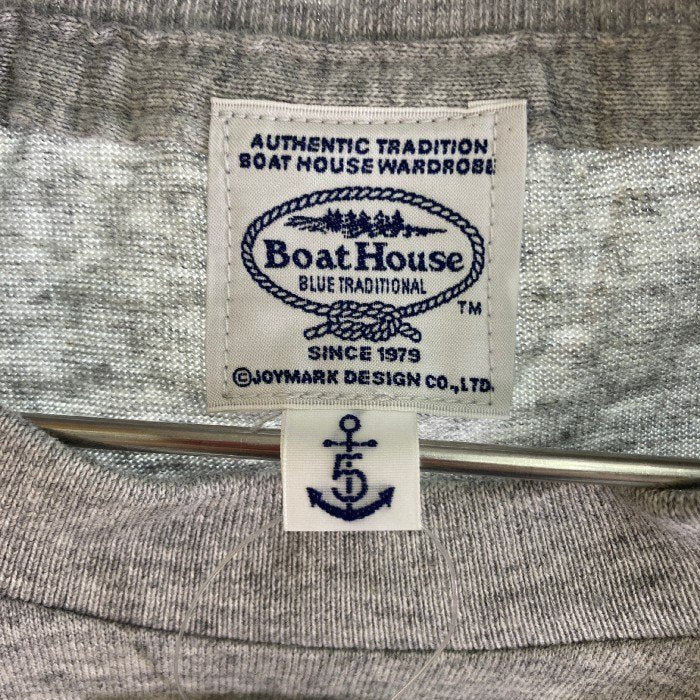 AUTHENTIC TRADITION
BOAT HOUSE WARDROBE
BoatHouse
BLUE TRADITIONAL
TM
SINCE 1979
©JOYMARK DESIGN CO.,LTD.
5